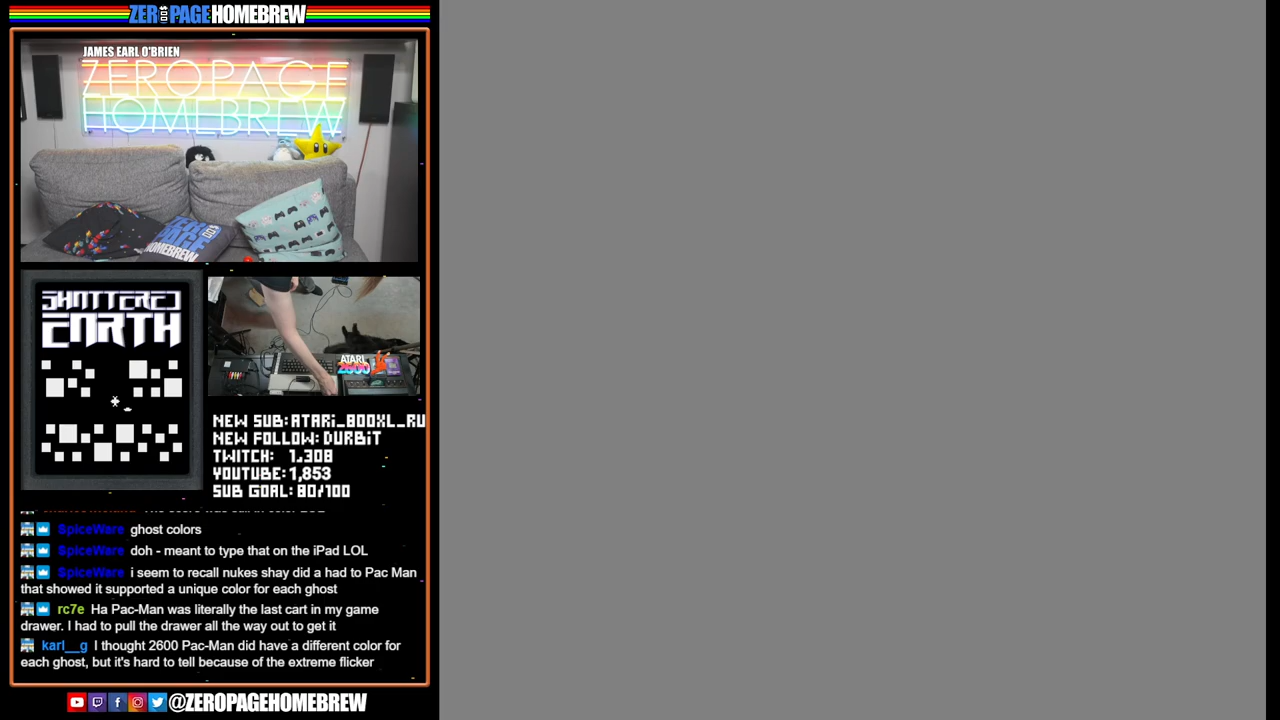 ZEROPAGE HOMEBREW
JAMES EARL O'BRIEN
ZEROPAGE
HOMEBREW
HOMEBREW
SHATTERED
EARTH
ATARI
2600
NEW SUB: ATARI_800XL_RU
NEW FOLLOW: DURBIT
TWITCH: 1,308
YOUTUBE: 1,853
SUB GOAL: 80/100
SpiceWare ghost colors
SpiceWare doh - meant to type that on the iPad LOL
SpiceWare i seem to recall nukes shay did a had to Pac Man
that showed it supported a unique color for each ghost
rc7e Ha Pac-Man was literally the last cart in my game
drawer. I had to pull the drawer all the way out to get it
karl__g I thought 2600 Pac-Man did have a different color for
each ghost, but it's hard to tell because of the extreme flicker
@ZEROPAGEHOMEBREW